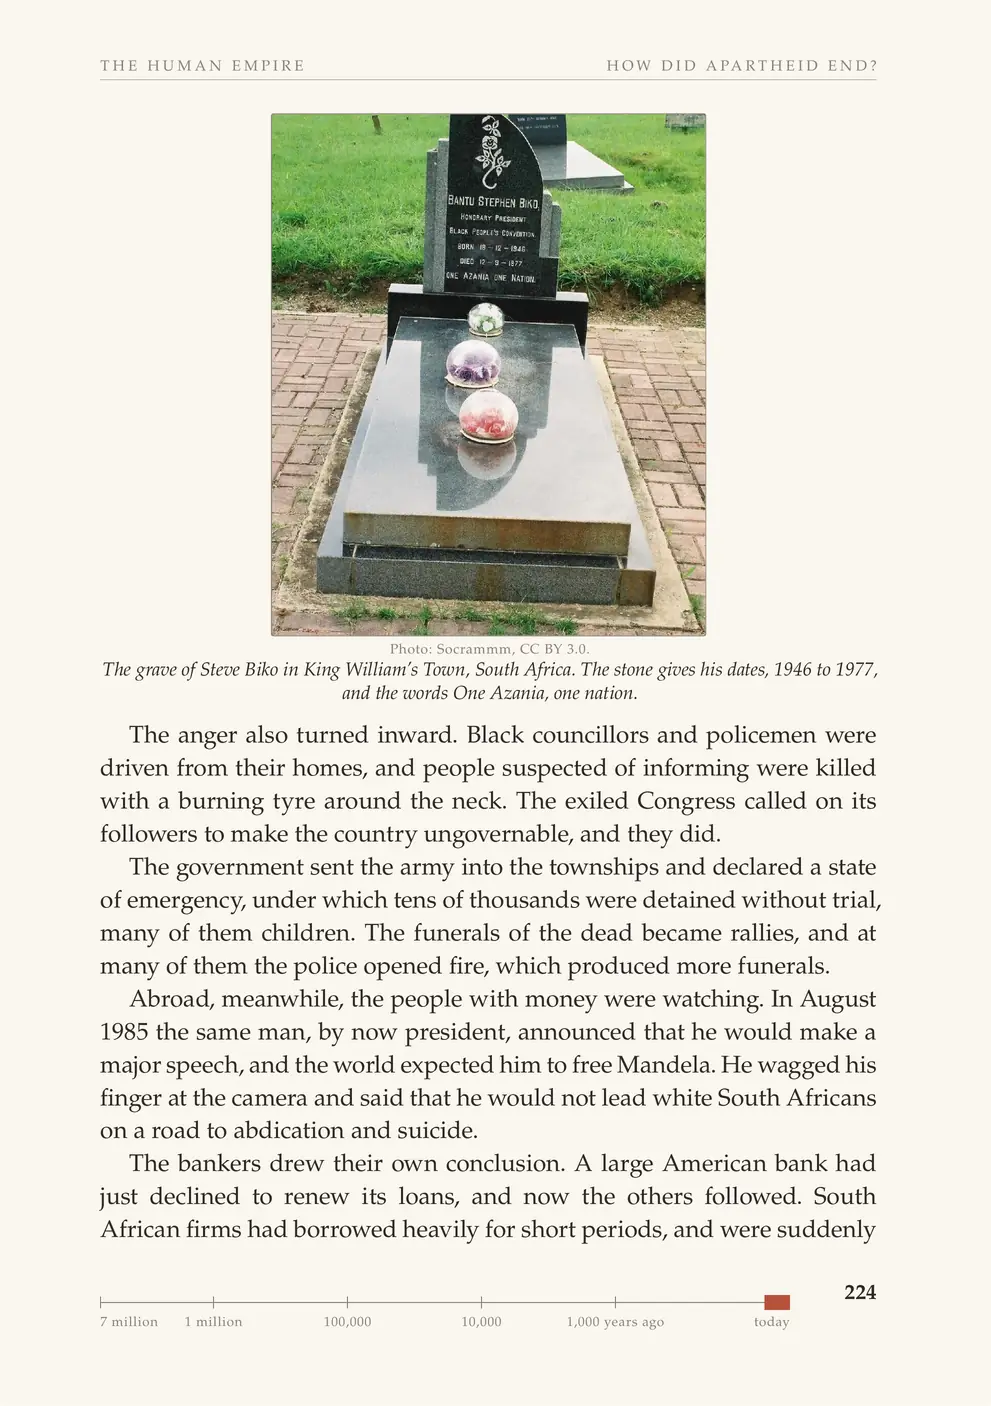 THE HUMAN EMPIRE
HOW DID APARTHEID END?
BANTU STEPHEN BIKO,
HONORARY PRESIDENT
BLACK PEOPLE'S CONVENTION
BORN 18 - 12 - 1946
DIED 12 - 9 - 1977
ONE AZANIA ONE NATION.
Photo: Socrammm, CC BY 3.0.
The grave of Steve Biko in King William's Town, South Africa. The stone gives his dates, 1946 to 1977,
and the words One Azania, one nation.
The anger also turned inward. Black councillors and policemen were
driven from their homes, and people suspected of informing were killed
with a burning tyre around the neck. The exiled Congress called on its
followers to make the country ungovernable, and they did.
The government sent the army into the townships and declared a state
of emergency, under which tens of thousands were detained without trial,
many of them children. The funerals of the dead became rallies, and at
many of them the police opened fire, which produced more funerals.
Abroad, meanwhile, the people with money were watching. In August
1985 the same man, by now president, announced that he would make a
major speech, and the world expected him to free Mandela. He wagged his
finger at the camera and said that he would not lead white South Africans
on a road to abdication and suicide.
The bankers drew their own conclusion. A large American bank had
just declined to renew its loans, and now the others followed. South
African firms had borrowed heavily for short periods, and were suddenly
224
7 million 1 million 100,000 10,000 1,000 years ago today